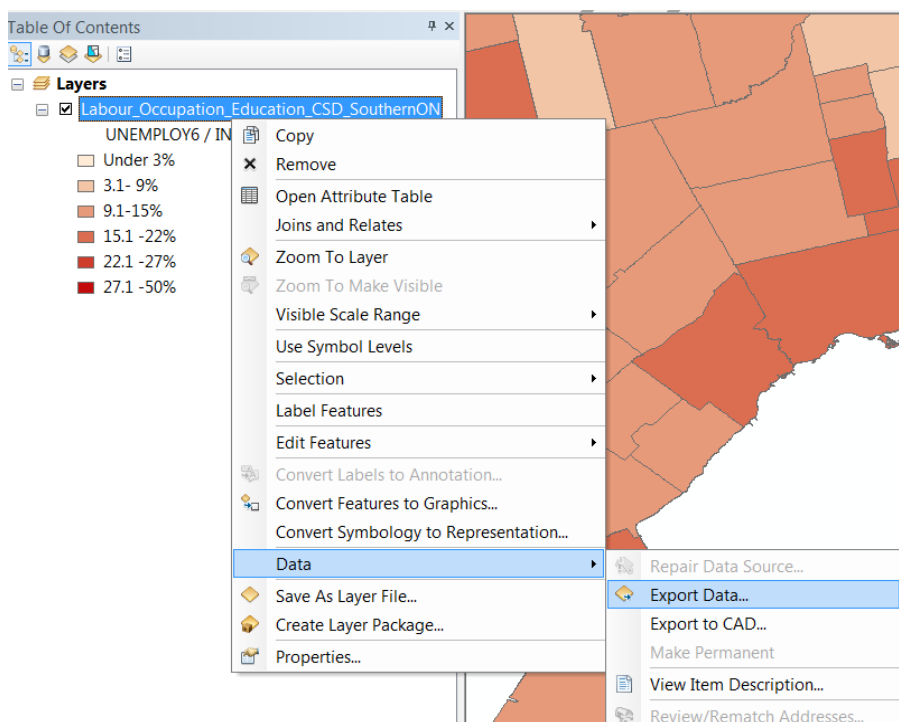 Table Of Contents
Layers
Labour_Occupation_Education_CSD_SouthernON
UNEMPLOY6 / IN
Under 3%
3.1- 9%
9.1-15%
15.1 -22%
22.1 -27%
27.1 -50%
Copy
Remove
Open Attribute Table
Joins and Relates
Zoom To Layer
Zoom To Make Visible
Visible Scale Range
Use Symbol Levels
Selection
Label Features
Edit Features
Convert Labels to Annotation...
Convert Features to Graphics...
Convert Symbology to Representation...
Data
Save As Layer File...
Create Layer Package...
Properties...
Repair Data Source...
Export Data...
Export to CAD...
Make Permanent
View Item Description...
Review/Rematch Addresses...